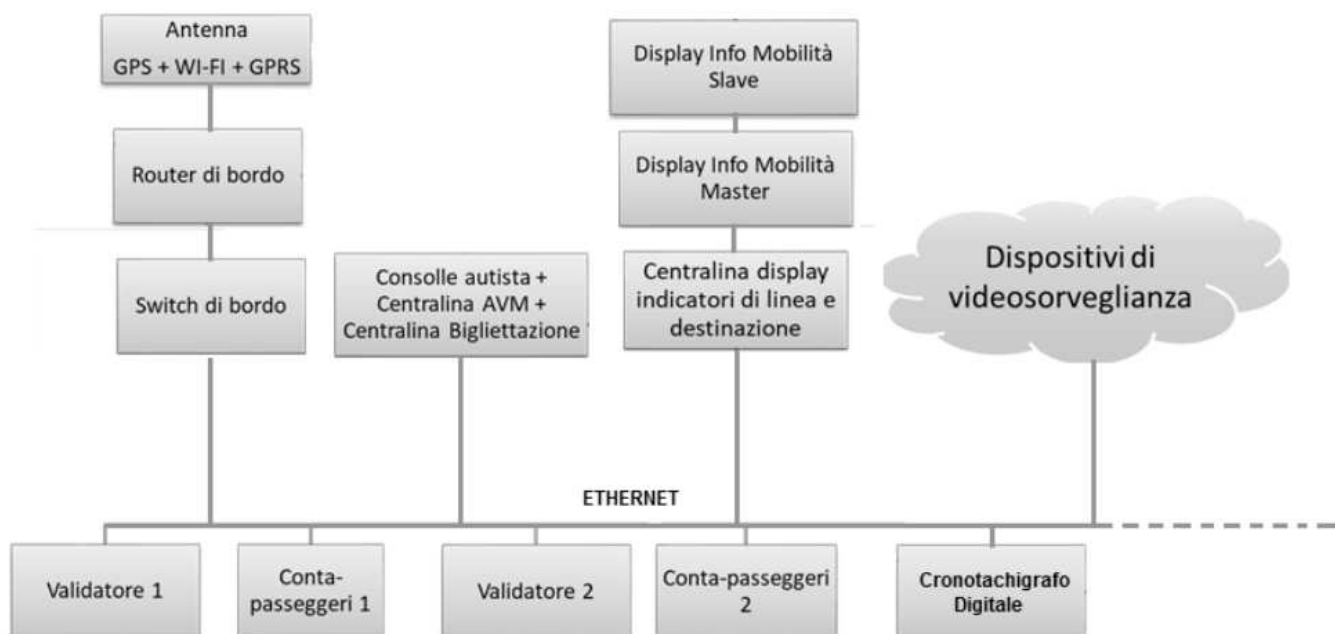 Antenna
GPS + WI-FI + GPRS
Display Info Mobilità
Slave
Router di bordo
Display Info Mobilità
Master
Switch di bordo
Consolle autista +
Centralina AVM +
Centralina Bigliettazione
Centralina display
indicatori di linea e
destinazione
Dispositivi di
videosorveglianza
ETHERNET
Validatore 1
Conta-
passeggeri 1
Validatore 2
Conta-passeggeri
2
Cronotachigrafo
Digitale